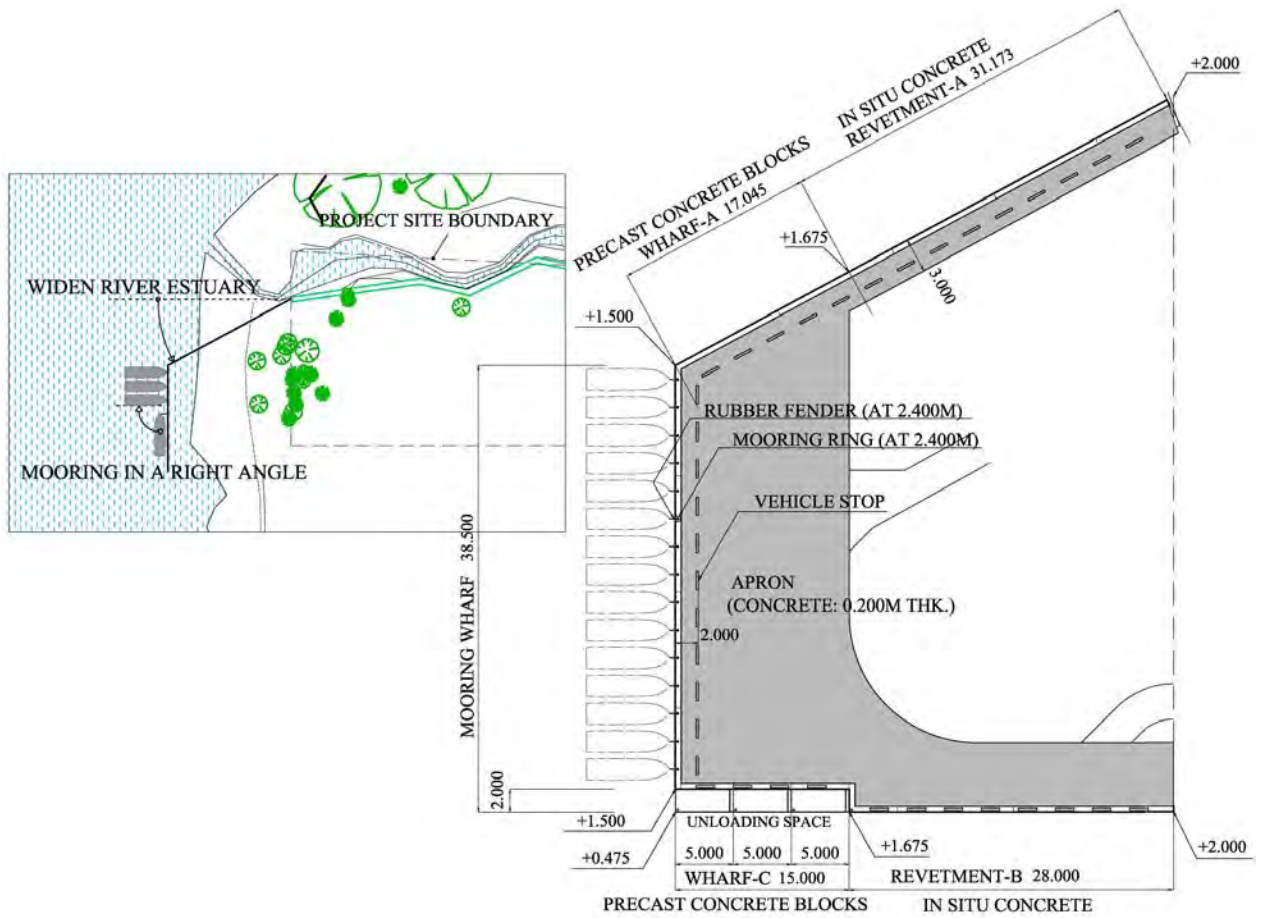 PROJECT SITE BOUNDARY
WIDEN RIVER ESTUARY
MOORING IN A RIGHT ANGLE
IN SITU CONCRETE
REVETMENT-A 31.173
PRECAST CONCRETE BLOCKS
WHARF-A 17.045
+2.000
+1.675
3.000
+1.500
RUBBER FENDER (AT 2.400M)
MOORING RING (AT 2.400M)
VEHICLE STOP
APRON
(CONCRETE: 0.200M THK.)
2.000
MOORING WHARF 38.500
2.000
+1.500
+0.475
UNLOADING SPACE
5.000 5.000 5.000
+1.675
+2.000
WHARF-C 15.000
REVETMENT-B 28.000
PRECAST CONCRETE BLOCKS
IN SITU CONCRETE